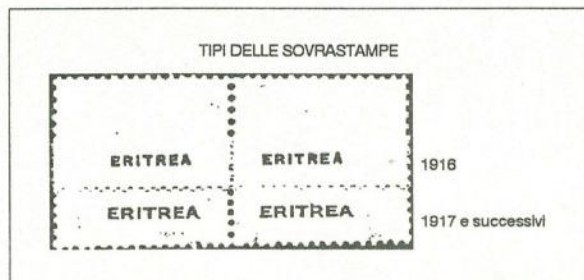 TIPI DELLE SOVRASTAMPE
ERITREA ERITREA 1916
ERITREA ERITREA 1917 e successivi